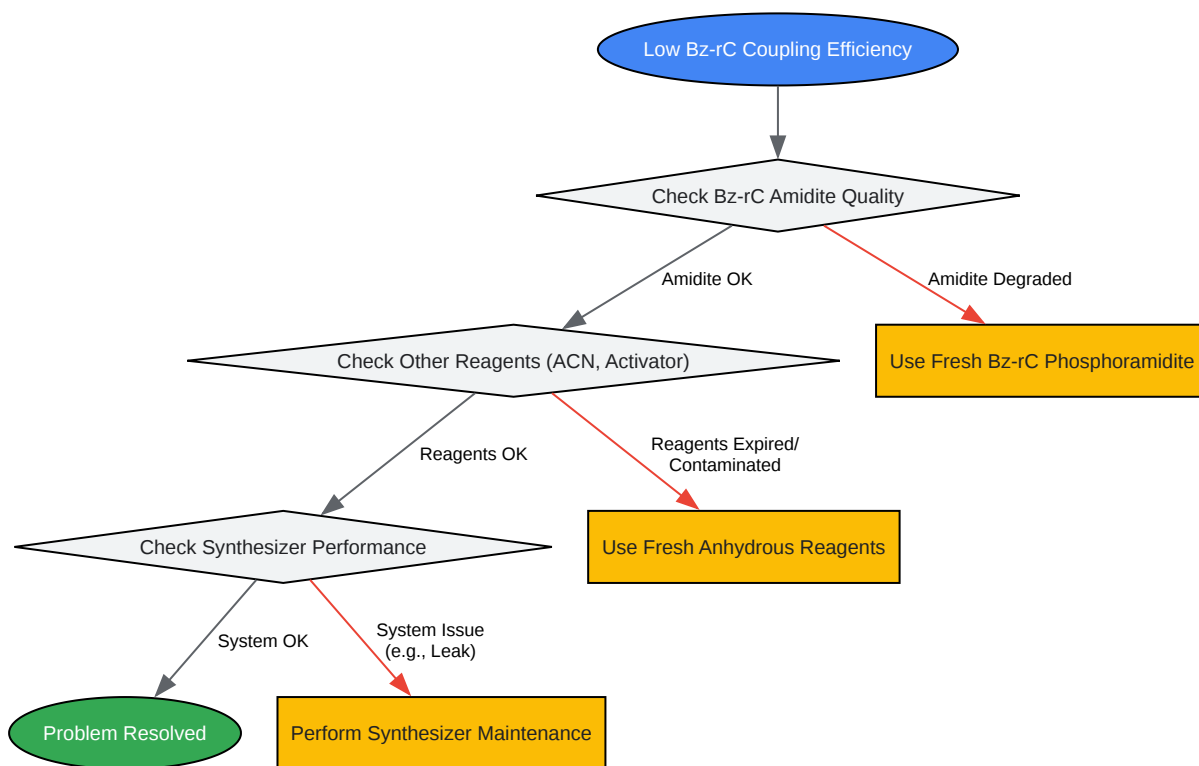 Low Bz-rC Coupling Efficiency
Check Bz-rC Amidite Quality
Amidite OK
Amidite Degraded
Check Other Reagents (ACN, Activator)
Use Fresh Bz-rC Phosphoramidite
Reagents OK
Reagents Expired/
Contaminated
Check Synthesizer Performance
Use Fresh Anhydrous Reagents
System OK
System Issue
(e.g., Leak)
Problem Resolved
Perform Synthesizer Maintenance